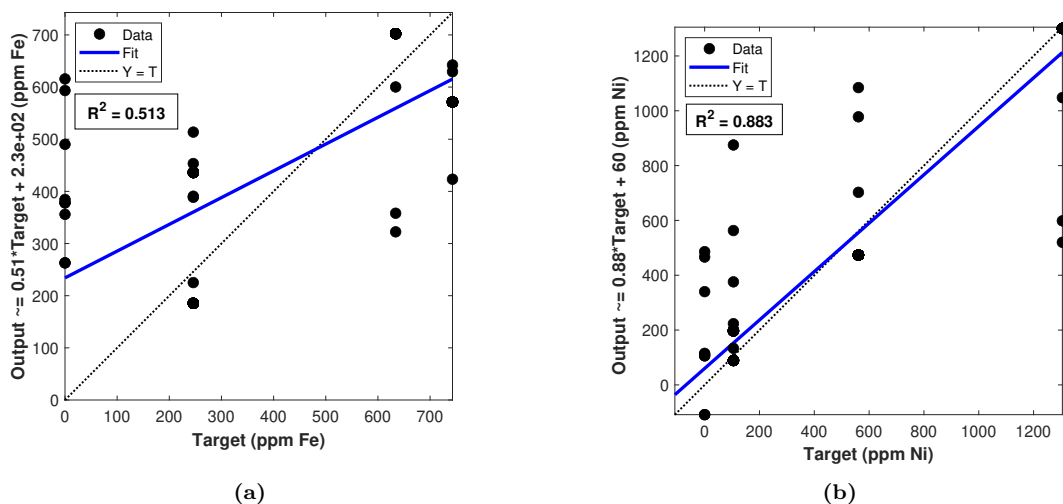 Output ~= 0.51*Target + 2.3e+02 (ppm Fe)
700
600
500
400
300
200
100
0
Data
Fit
Y = T
R² = 0.513
0 100 200 300 400 500 600 700
Target (ppm Fe)
(a)
Output ~= 0.88*Target + 60 (ppm Ni)
1200
1000
800
600
400
200
0
Data
Fit
Y = T
R² = 0.883
0 200 400 600 800 1000 1200
Target (ppm Ni)
(b)